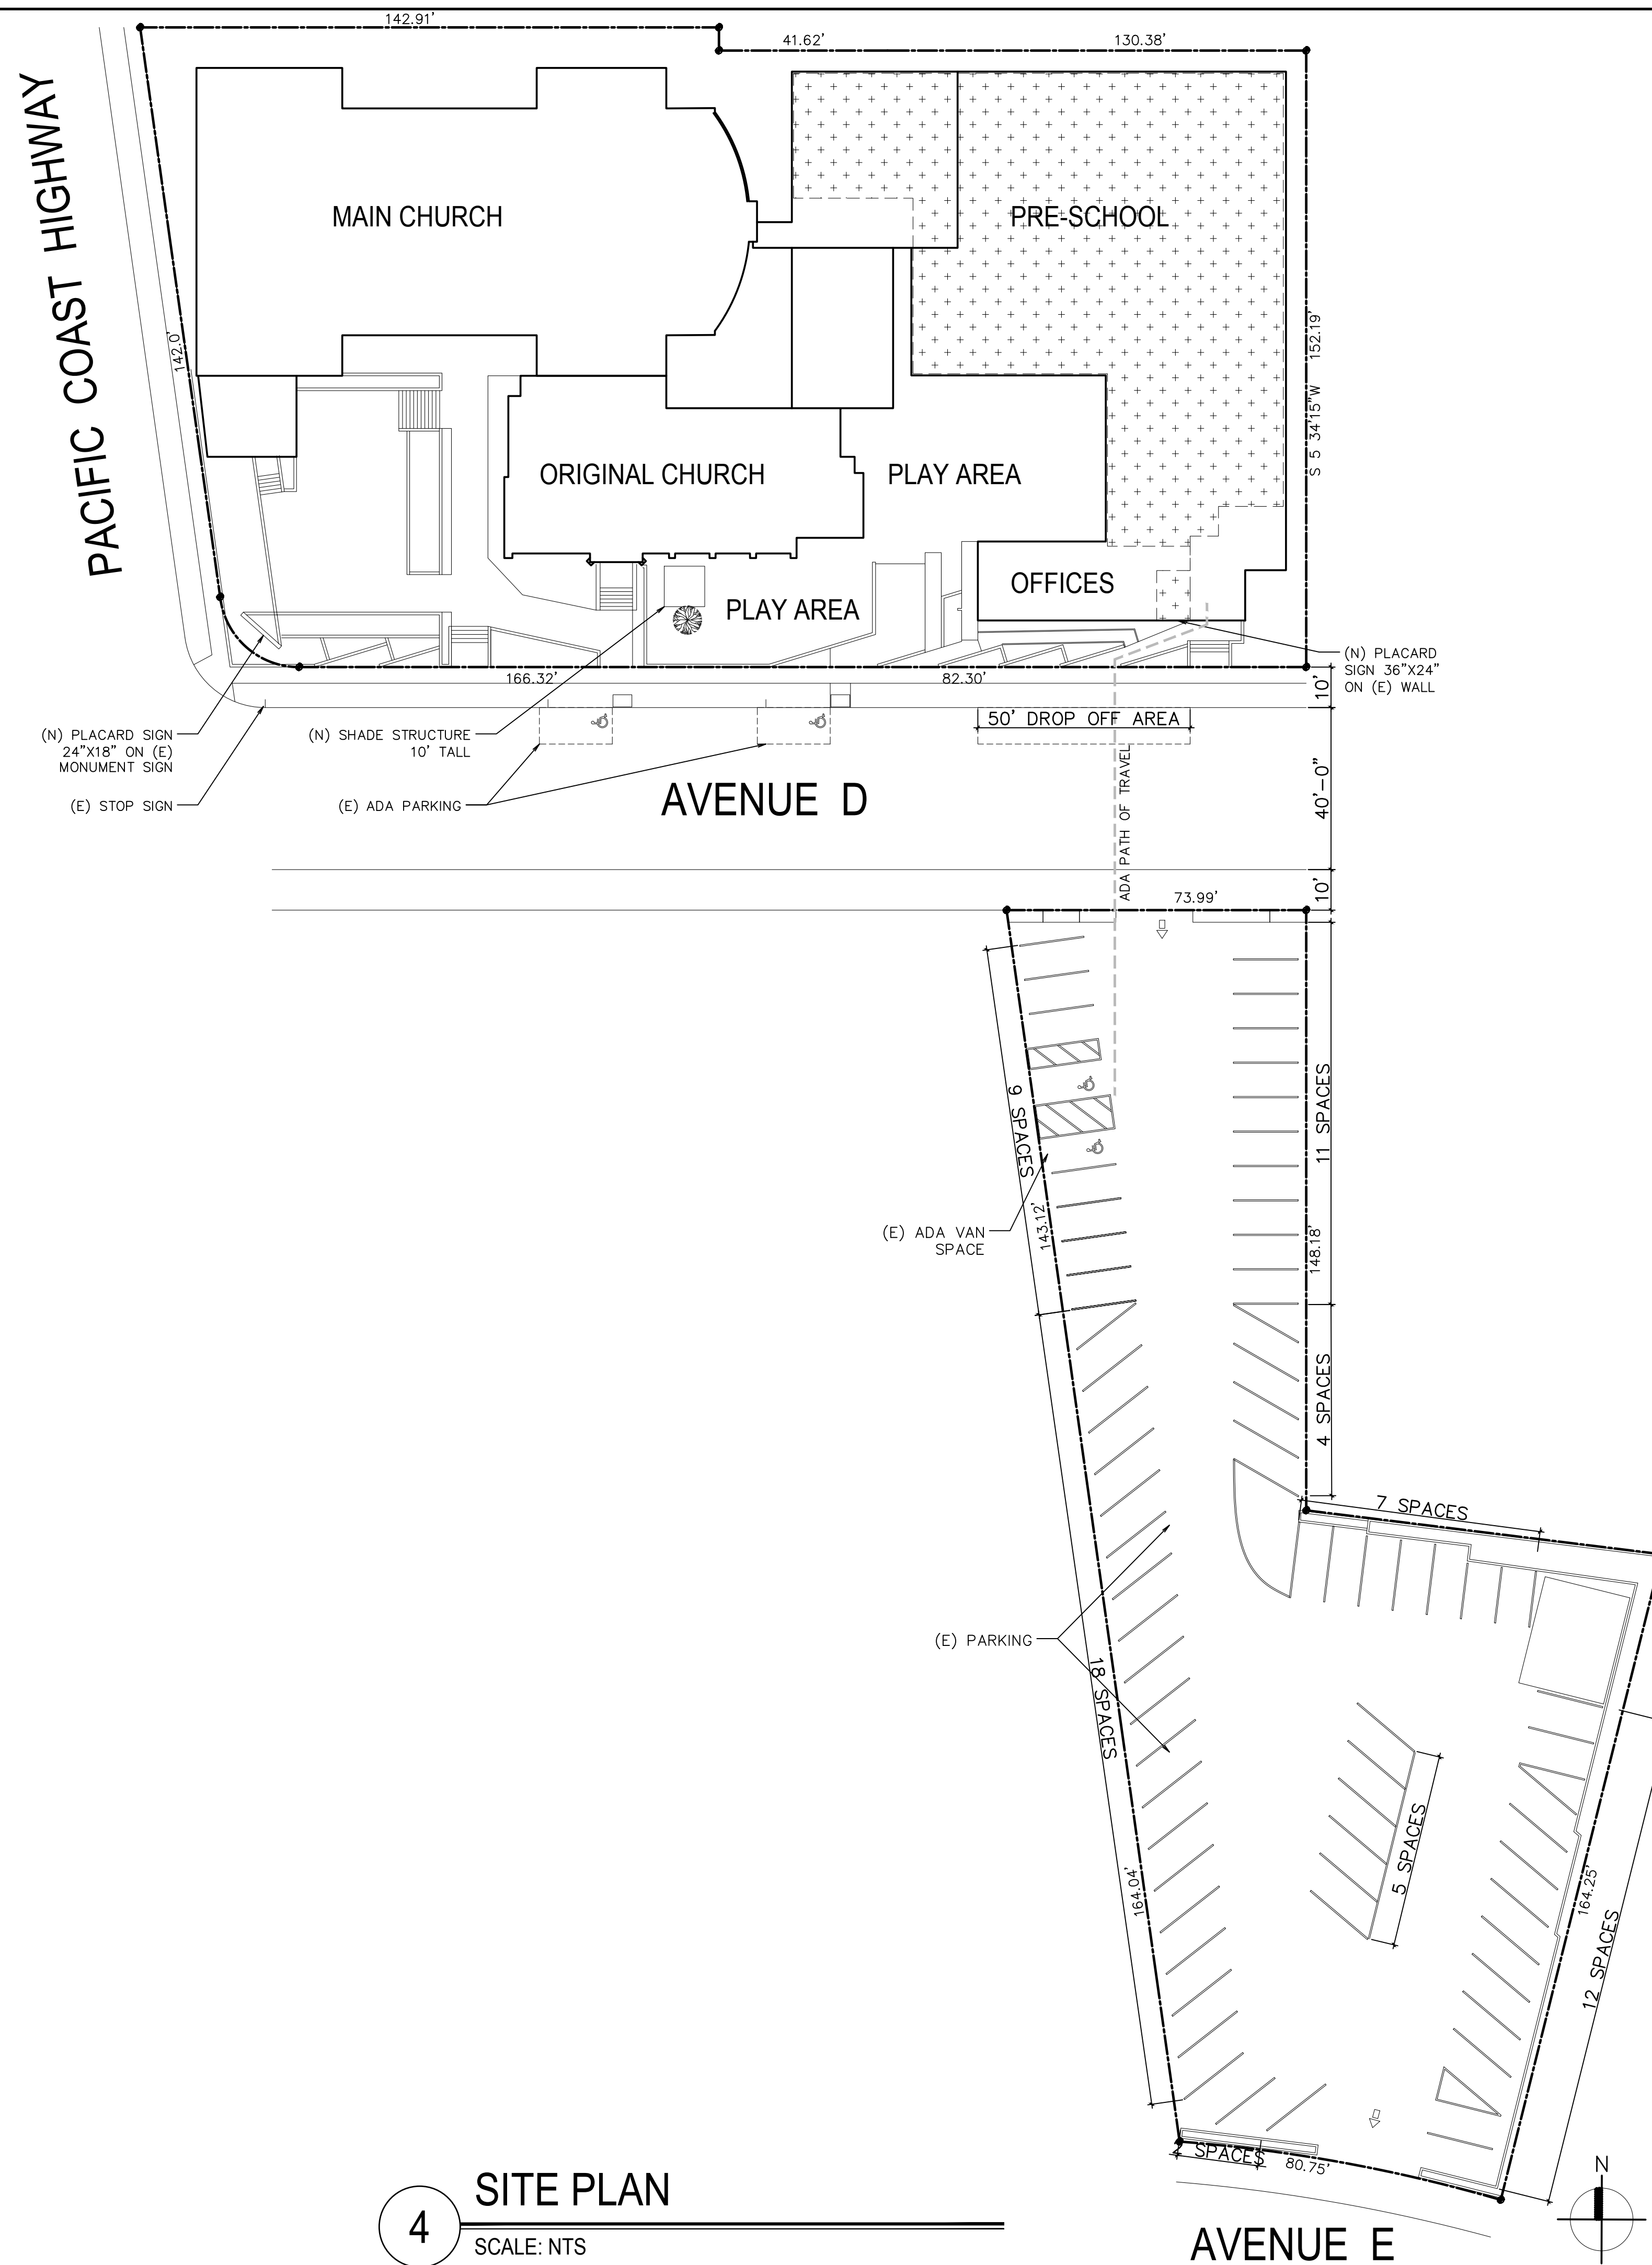 142.91'
41.62'
130.38'
PACIFIC COAST HIGHWAY
MAIN CHURCH
PRE-SCHOOL
142.0'
S 5 34'15"W 152.19'
ORIGINAL CHURCH
PLAY AREA
OFFICES
PLAY AREA
(N) PLACARD
SIGN 36"X24"
ON (E) WALL
166.32'
82.30'
10'
50' DROP OFF AREA
(N) PLACARD SIGN
24"X18" ON (E)
MONUMENT SIGN
(N) SHADE STRUCTURE
10' TALL
(E) STOP SIGN
(E) ADA PARKING
AVENUE D
ADA PATH OF TRAVEL
40'-0"
10'
73.99'
9 SPACES
11 SPACES
143.12'
148.18'
(E) ADA VAN
SPACE
4 SPACES
7 SPACES
(E) PARKING
18 SPACES
5 SPACES
164.04'
164.25'
12 SPACES
2 SPACES
80.75'
N
4
SITE PLAN
SCALE: NTS
AVENUE E